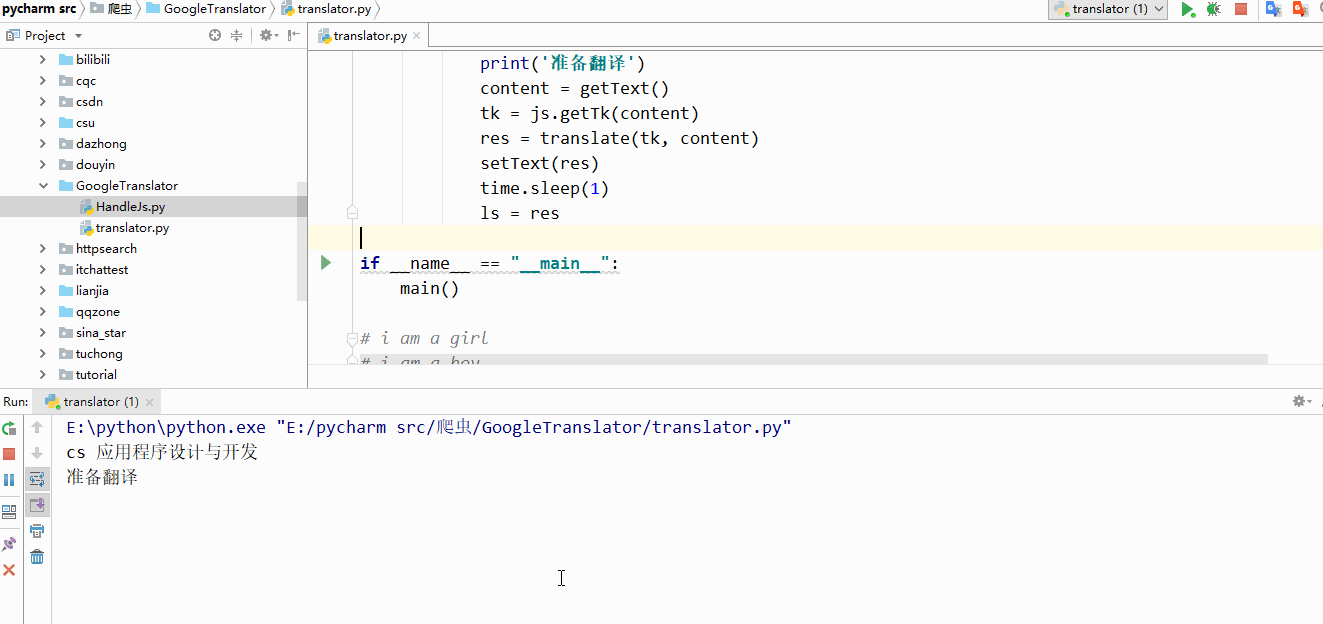 pycharm src 爬虫 GoogleTranslator translator.py
translator (1)
Project
translator.py
bilibili
cqc
csdn
csu
dazhong
douyin
GoogleTranslator
HandleJs.py
translator.py
httpsearch
itchattest
lianjia
qqzone
sina_star
tuchong
tutorial
print('准备翻译')
content = getText()
tk = js.getTk(content)
res = translate(tk, content)
setText(res)
time.sleep(1)
ls = res
if __name__ == "__main__":
main()
# i am a girl
# i am a boy
Run: translator (1)
E:\python\python.exe "E:/pycharm src/爬虫/GoogleTranslator/translator.py"
cs 应用程序设计与开发
准备翻译